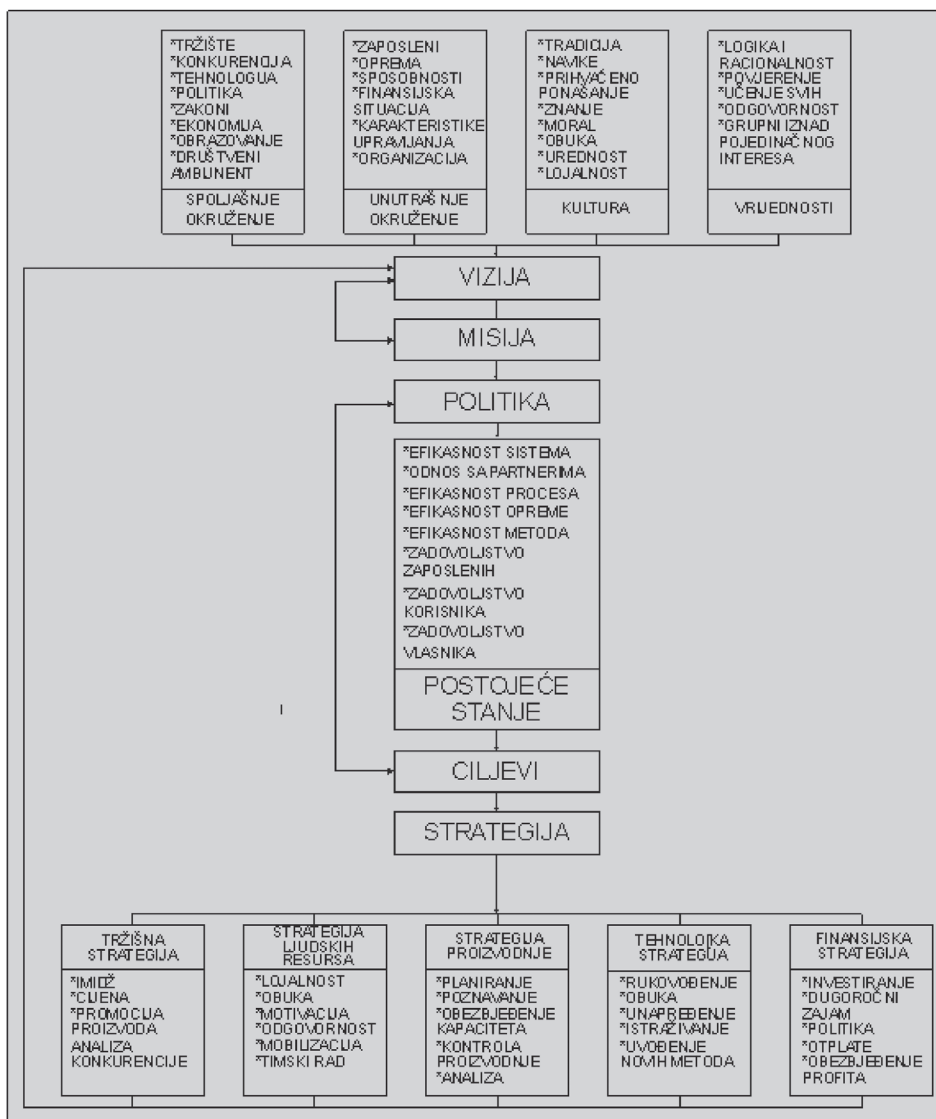 *TRŽIŠTE
*KONKURENCIJA
*TEHNOLOGIJA
*POLITIKA
*ZAKONI
*EKONOMIJA
*OBRAZOVANJE
*DRUŠTVENI
AMBIJENT
SPOLJAŠNJE
OKRUŽENJE
*ZAPOSLENI
*OPREMA
*SPOSOBNOSTI
*FINANSIJSKA
SITUACIJA
*KARAKTERISTIKE
UPRAVJANJA
*ORGANIZACIJA
UNUTRAŠNJE
OKRUŽENJE
*TRADICIJA
*NAVIKE
*PRIHVAĆENO
PONAŠANJE
*ZNANJE
*MORAL
*OBUKA
*UREDNOST
*LOJALNOST
KULTURA
*LOGIKA I
RACIONALNOST
*POVJERENJE
*UČENJE SVIH
*ODGOVORNOST
*GRUPNI IZNAD
POJEDINAČNOG
INTERESA
VRIJEDNOSTI
VIZIJA
MISIJA
POLITIKA
*EFIKASNOST SISTEMA
*ODNOS SA PARTNERIMA
*EFIKASNOST PROCESA
*EFIKASNOST OPREME
*EFIKASNOST METODA
*ZADOVOLJSTVO
ZAPOSLENIH
*ZADOVOLJSTVO
KORISNIKA
*ZADOVOLJSTVO
VLASNIKA
POSTOJEĆE
STANJE
CILJEVI
STRATEGIJA
TRŽIŠNA
STRATEGIJA
*IMIDŽ
*CIJENA
*PROMOCIJA
PROIZVODA
ANALIZA
KONKURENCIJE
STRATEGIJA
LJUDSKIH
RESURSA
*LOJALNOST
*OBUKA
*MOTIVACIJA
*ODGOVORNOST
*MOBILIZACIJA
*TIMSKI RAD
STRATEGIJA
PROIZVODNJE
*PLANIRANJE
*POZNAVANJE
*OBEZBJEĐENJE
KAPACITETA
*KONTROLA
PROIZVODNJE
*ANALIZA
TEHNOLOŠKA
STRATEGIJA
*RUKOVOĐENJE
*OBUKA
*UNAPREĐENJE
*ISTRAŽIVANJE
*UVOĐENJE
NOVIH METODA
FINANSIJSKA
STRATEGIJA
*INVESTIRANJE
*DUGOROČNI
ZAJAM
*POLITIKA
*OTPLATE
*OBEZBJEĐENJE
PROFITA